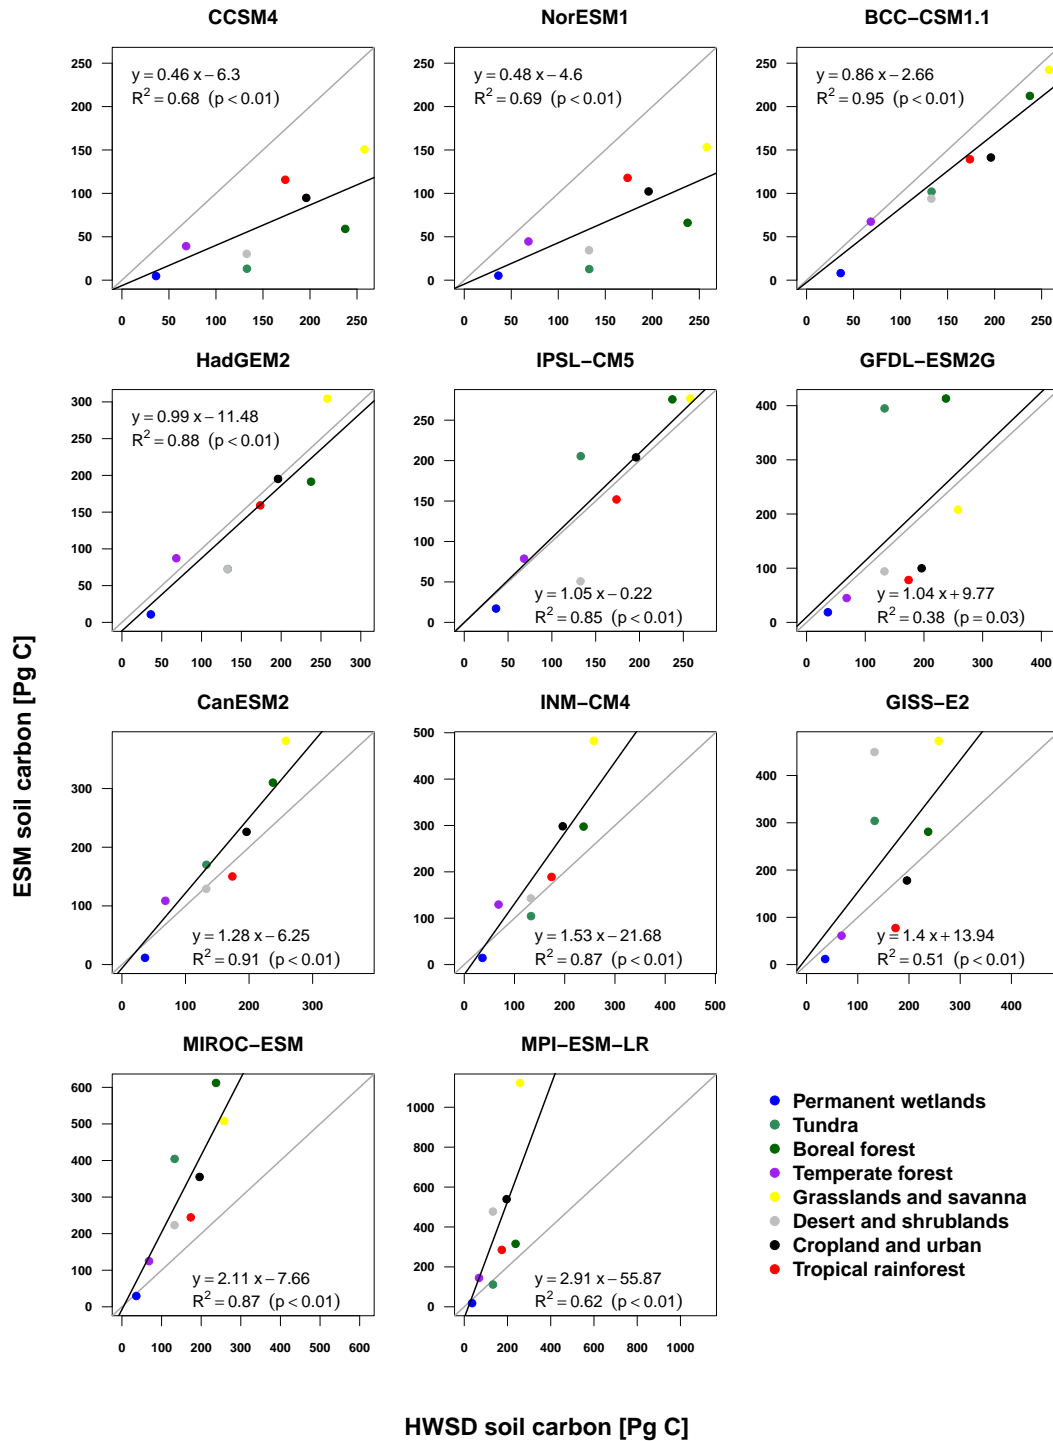 CCSM4
y = 0.46 x − 6.3
R² = 0.68 (p < 0.01)
250
200
150
100
50
0
0 50 100 150 200 250
NorESM1
y = 0.48 x − 4.6
R² = 0.69 (p < 0.01)
250
200
150
100
50
0
0 50 100 150 200 250
BCC−CSM1.1
y = 0.86 x − 2.66
R² = 0.95 (p < 0.01)
250
200
150
100
50
0
0 50 100 150 200 250
HadGEM2
y = 0.99 x − 11.48
R² = 0.88 (p < 0.01)
300
250
200
150
100
50
0
0 50 100 150 200 250 300
IPSL−CM5
y = 1.05 x − 0.22
R² = 0.85 (p < 0.01)
250
200
150
100
50
0
0 50 100 150 200 250
GFDL−ESM2G
y = 1.04 x + 9.77
R² = 0.38 (p = 0.03)
400
300
200
100
0
0 100 200 300 400
CanESM2
y = 1.28 x − 6.25
R² = 0.91 (p < 0.01)
300
200
100
0
0 100 200 300
INM−CM4
y = 1.53 x − 21.68
R² = 0.87 (p < 0.01)
500
400
300
200
100
0
0 100 200 300 400 500
GISS−E2
y = 1.4 x + 13.94
R² = 0.51 (p < 0.01)
400
300
200
100
0
0 100 200 300 400
MIROC−ESM
y = 2.11 x − 7.66
R² = 0.87 (p < 0.01)
600
500
400
300
200
100
0
0 100 200 300 400 500 600
MPI−ESM−LR
y = 2.91 x − 55.87
R² = 0.62 (p < 0.01)
1000
800
600
400
200
0
0 200 400 600 800 1000
Permanent wetlands
Tundra
Boreal forest
Temperate forest
Grasslands and savanna
Desert and shrublands
Cropland and urban
Tropical rainforest
ESM soil carbon [Pg C]
HWSD soil carbon [Pg C]